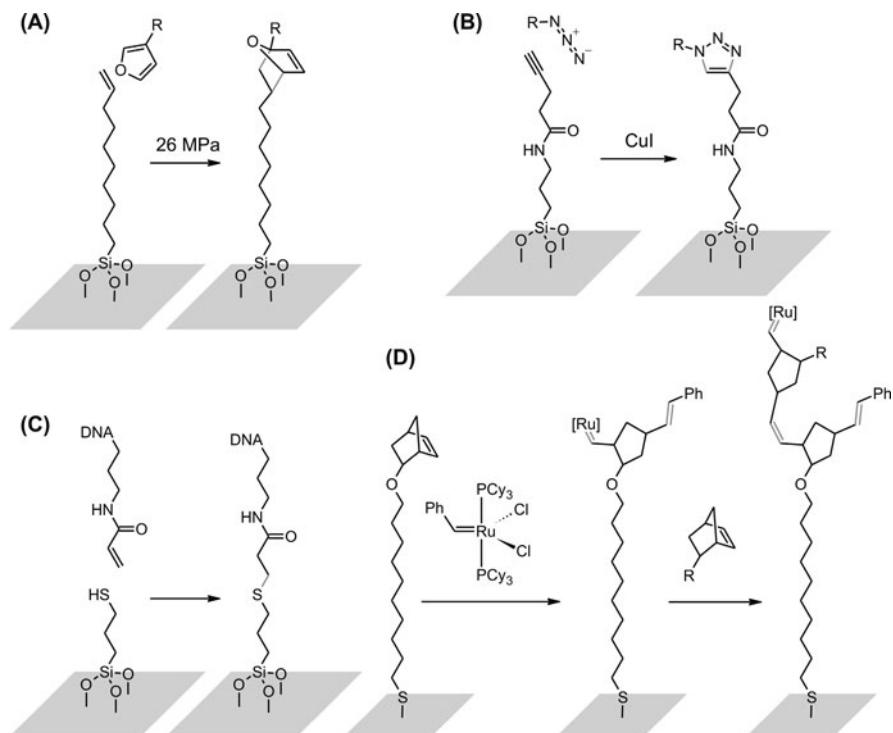 (A)
R
O
26 MPa
Si
O
O
O
R
O
Si
O
O
O
(B)
R-N
N+
N−
O
HN
Si
O
O
O
CuI
R
N
N
N
O
HN
Si
O
O
O
(C)
DNA
HN
O
HS
Si
O
O
O
DNA
HN
O
S
Si
O
O
O
(D)
O
S
PCy3
Ph
Ru
Cl
Cl
PCy3
[Ru]
Ph
O
S
R
[Ru]
R
Ph
O
S